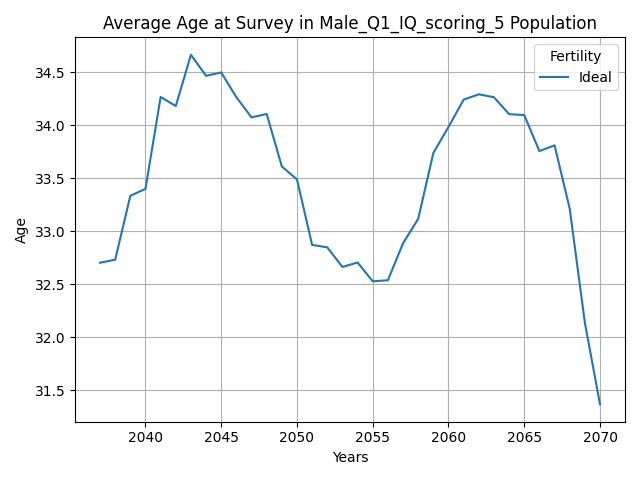 Average Age at Survey in Male_Q1_IQ_scoring_5 Population
Fertility
Ideal
34.5
34.0
33.5
33.0
32.5
32.0
31.5
Age
2040 2045 2050 2055 2060 2065 2070
Years